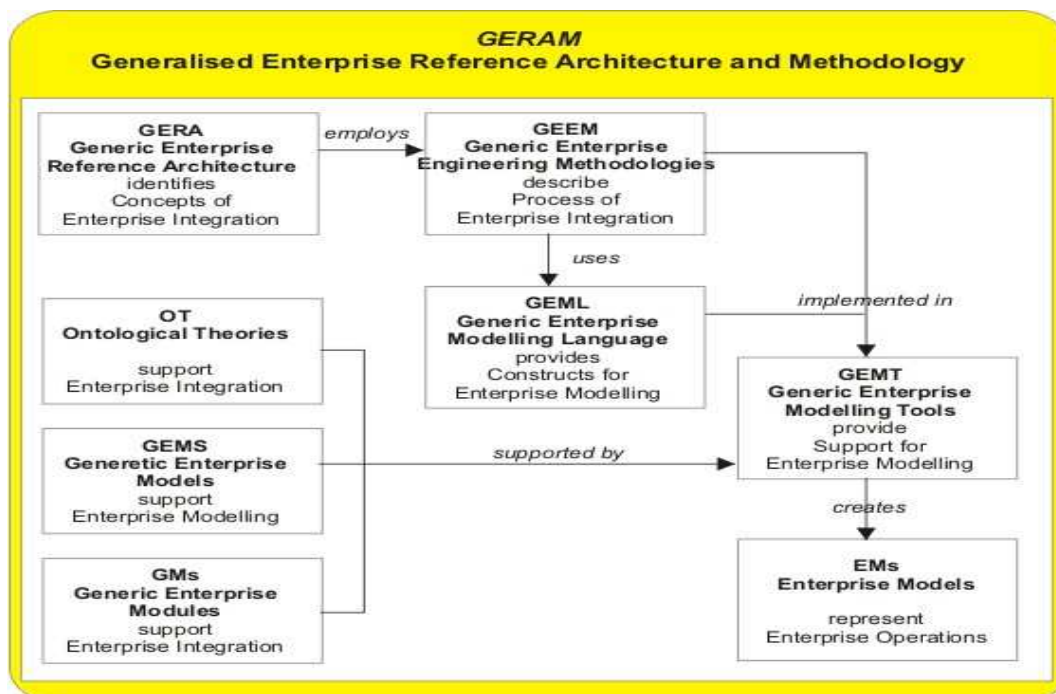 GERAM
Generalised Enterprise Reference Architecture and Methodology
GERA
Generic Enterprise
Reference Architecture
identifies
Concepts of
Enterprise Integration
employs
GEEM
Generic Enterprise
Engineering Methodologies
describe
Process of
Enterprise Integration
uses
OT
Ontological Theories
support
Enterprise Integration
GEML
Generic Enterprise
Modelling Language
provides
Constructs for
Enterprise Modelling
implemented in
GEMT
Generic Enterprise
Modelling Tools
provide
Support for
Enterprise Modelling
GEMS
Generetic Enterprise
Models
support
Enterprise Modelling
supported by
creates
GMs
Generic Enterprise
Modules
support
Enterprise Integration
EMs
Enterprise Models
represent
Enterprise Operations